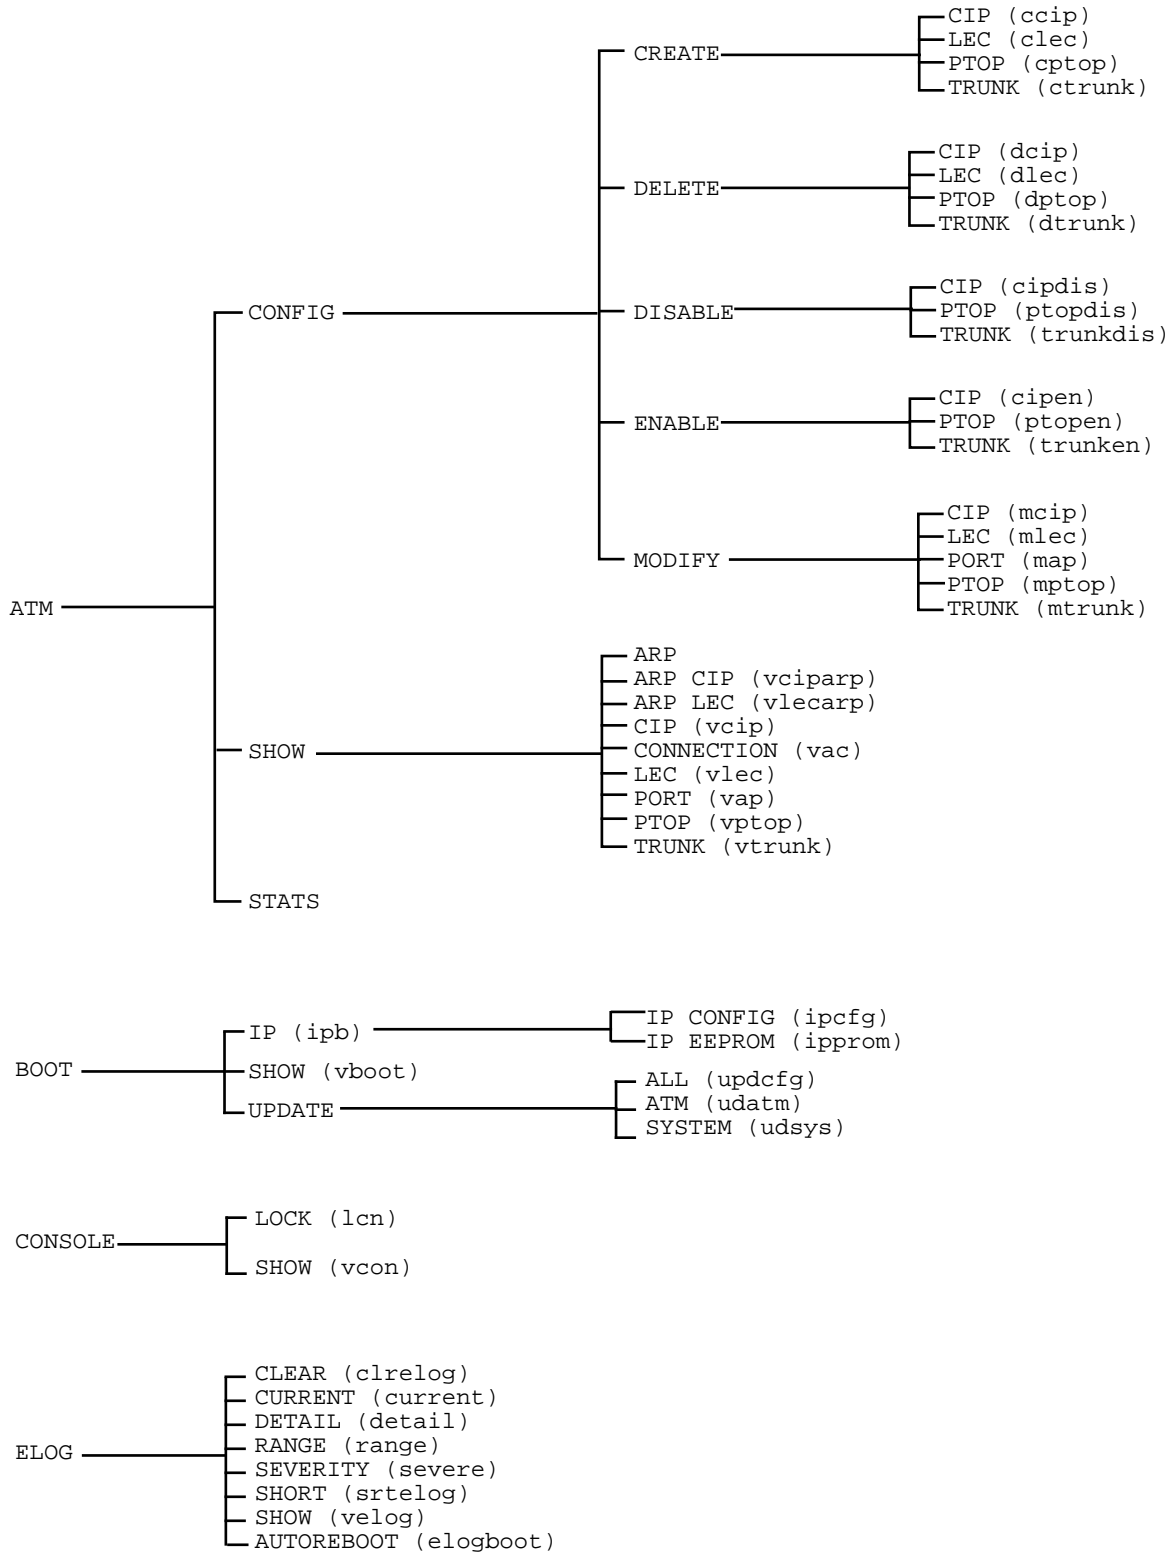 CREATE
CIP (ccip)
LEC (clec)
PTOP (cptop)
TRUNK (ctrunk)
DELETE
CIP (dcip)
LEC (dlec)
PTOP (dptop)
TRUNK (dtrunk)
CONFIG
DISABLE
CIP (cipdis)
PTOP (ptopdis)
TRUNK (trunkdis)
ENABLE
CIP (cipen)
PTOP (ptopen)
TRUNK (trunken)
MODIFY
CIP (mcip)
LEC (mlec)
PORT (map)
PTOP (mptop)
TRUNK (mtrunk)
ATM
SHOW
ARP
ARP CIP (vciparp)
ARP LEC (vlecarp)
CIP (vcip)
CONNECTION (vac)
LEC (vlec)
PORT (vap)
PTOP (vptop)
TRUNK (vtrunk)
STATS
BOOT
IP (ipb)
IP CONFIG (ipcfg)
IP EEPROM (ipprom)
SHOW (vboot)
UPDATE
ALL (updcfg)
ATM (udatm)
SYSTEM (udsys)
CONSOLE
LOCK (lcn)
SHOW (vcon)
ELOG
CLEAR (clrelog)
CURRENT (current)
DETAIL (detail)
RANGE (range)
SEVERITY (severe)
SHORT (srtelog)
SHOW (velog)
AUTOREBOOT (elogboot)